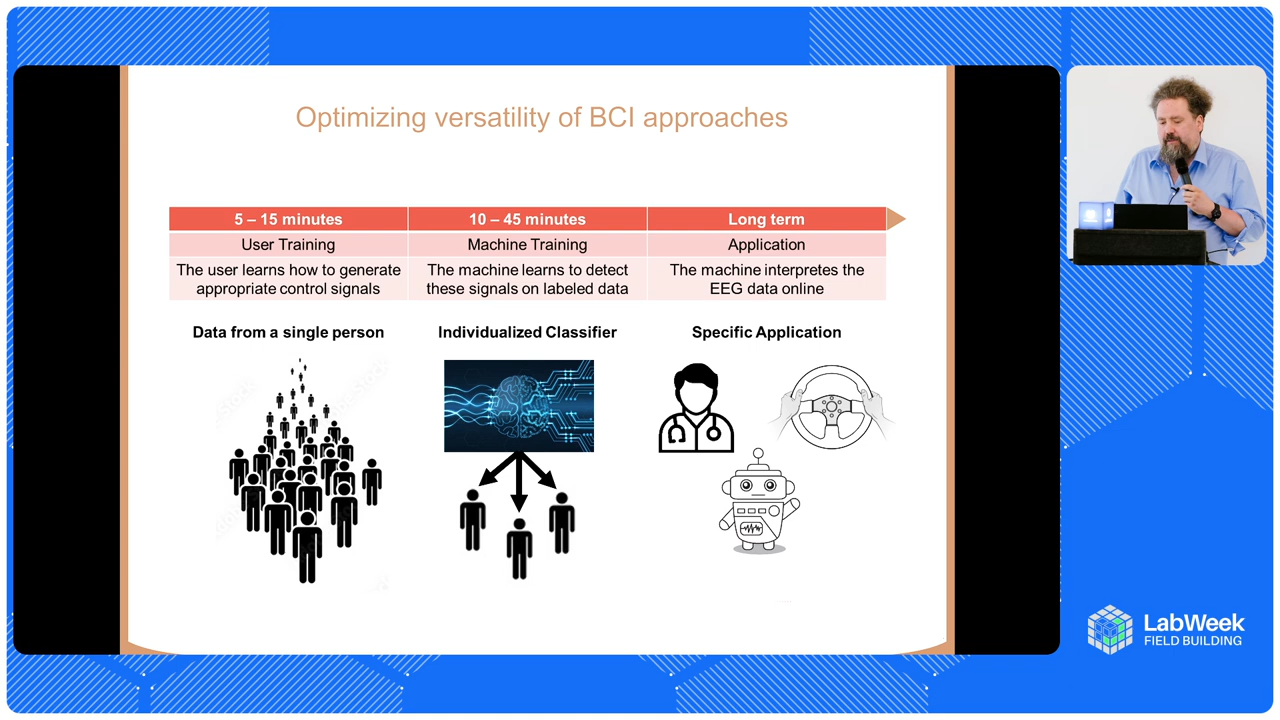 Optimizing versatility of BCI approaches
5 – 15 minutes
10 – 45 minutes
Long term
User Training
Machine Training
Application
The user learns how to generate
appropriate control signals
The machine learns to detect
these signals on labeled data
The machine interpretes the
EEG data online
Data from a single person
Individualized Classifier
Specific Application
LabWeek
FIELD BUILDING